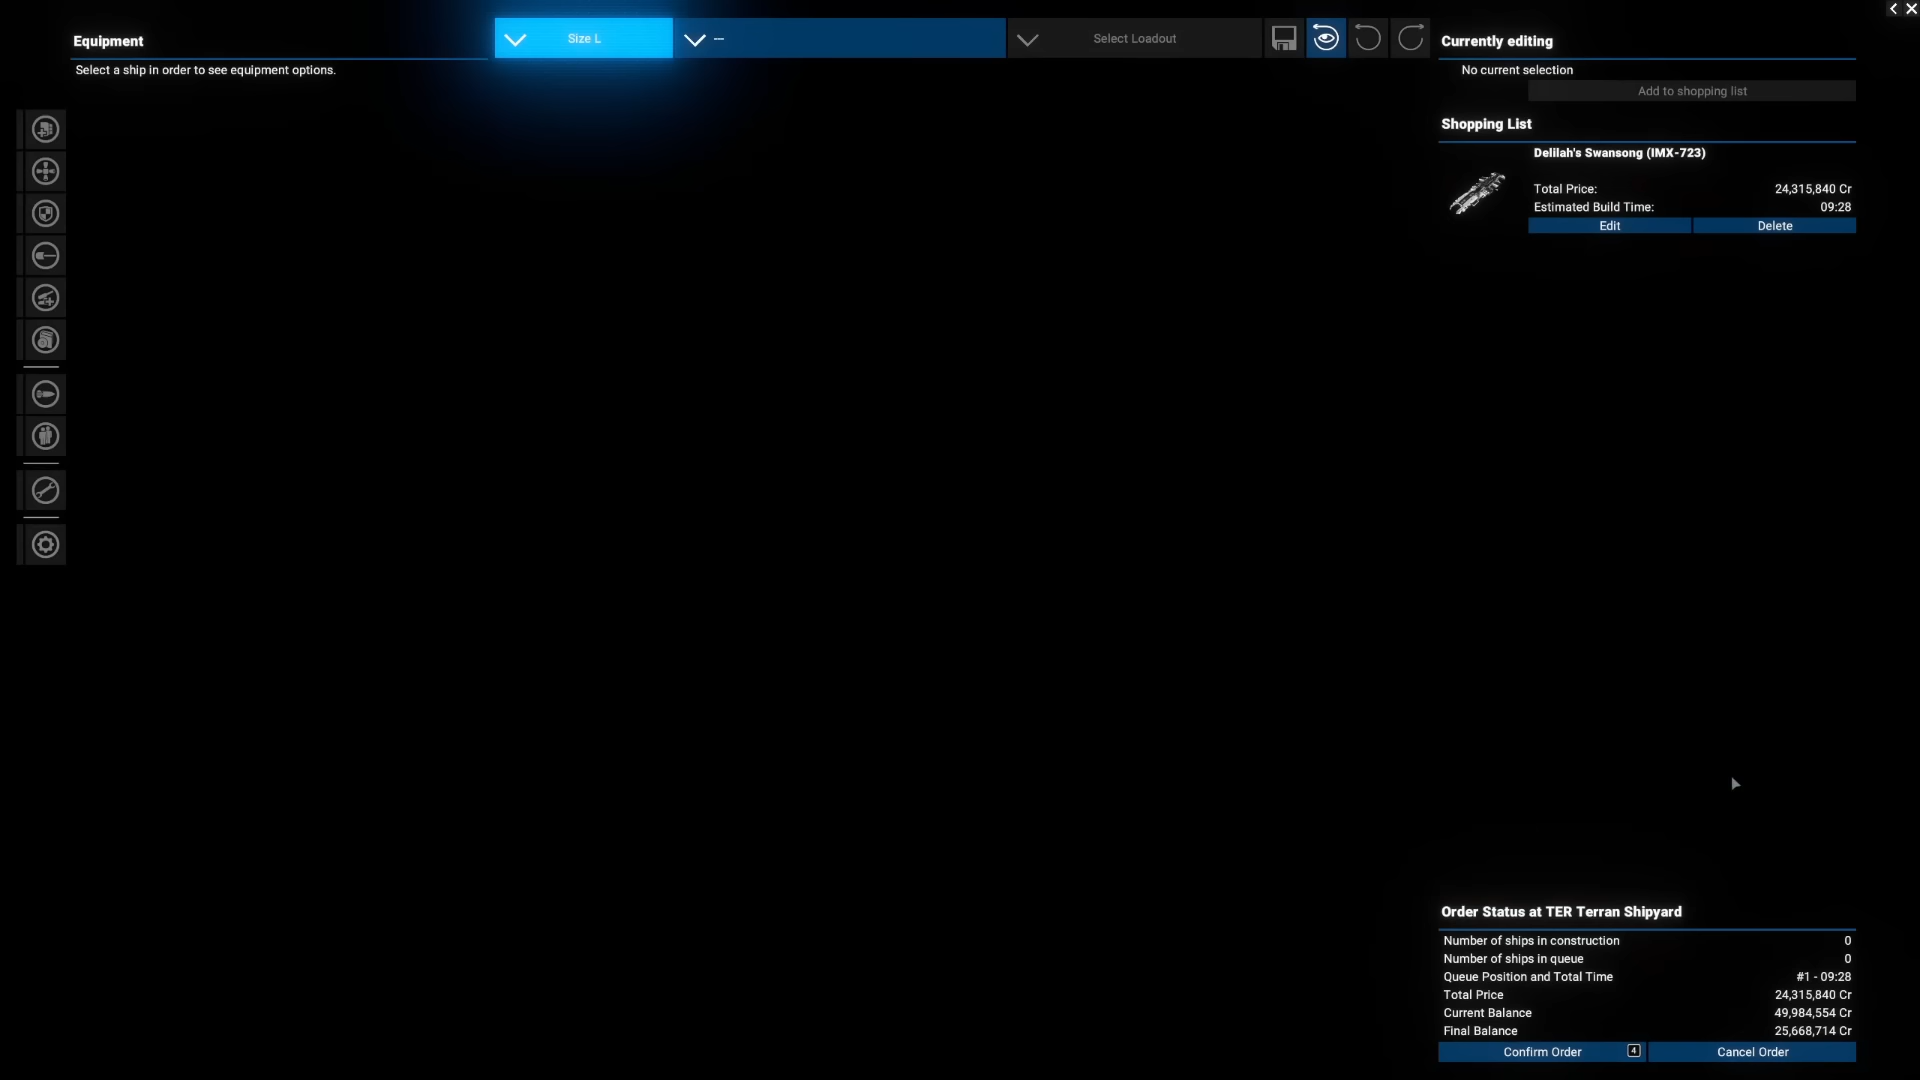 Equipment
Select a ship in order to see equipment options.
Size L
---
Select Loadout
Currently editing
No current selection
Add to shopping list
Shopping List
Delilah's Swansong (IMX-723)
Total Price: 24,315,840 Cr
Estimated Build Time: 09:28
Edit Delete
Order Status at TER Terran Shipyard
Number of ships in construction 0
Number of ships in queue 0
Queue Position and Total Time #1 - 09:28
Total Price 24,315,840 Cr
Current Balance 49,984,554 Cr
Final Balance 25,668,714 Cr
Confirm Order 4 Cancel Order